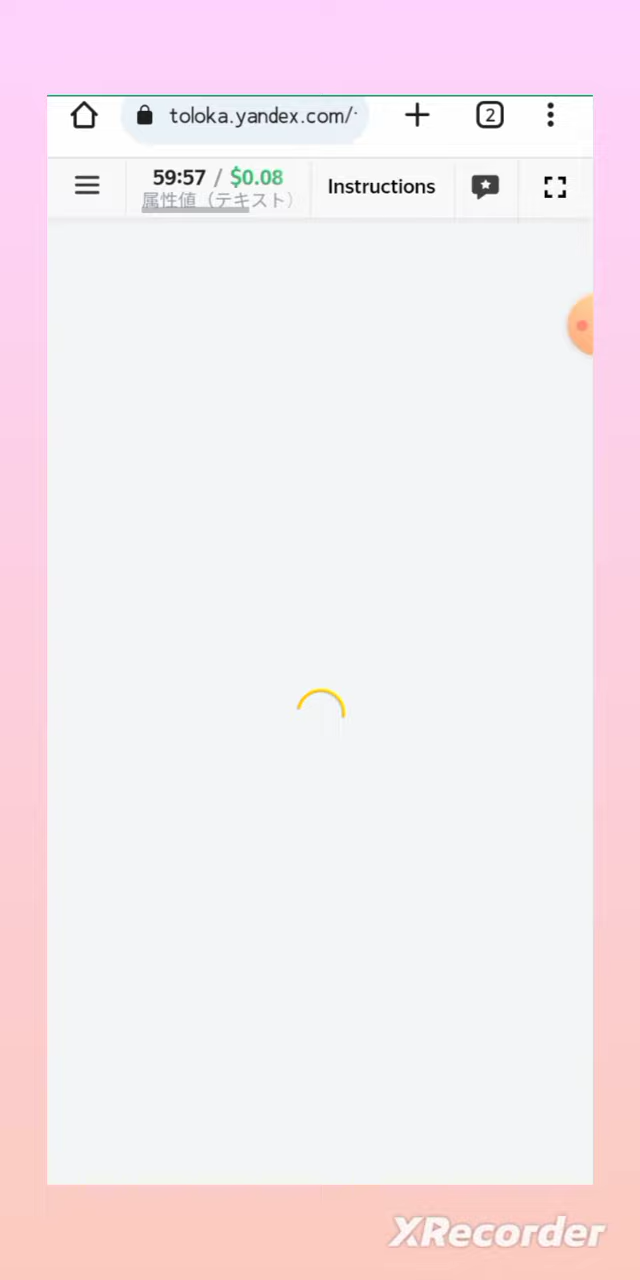 toloka.yandex.com/
2
59:57 / $0.08
属性値（テキスト）
Instructions
XRecorder